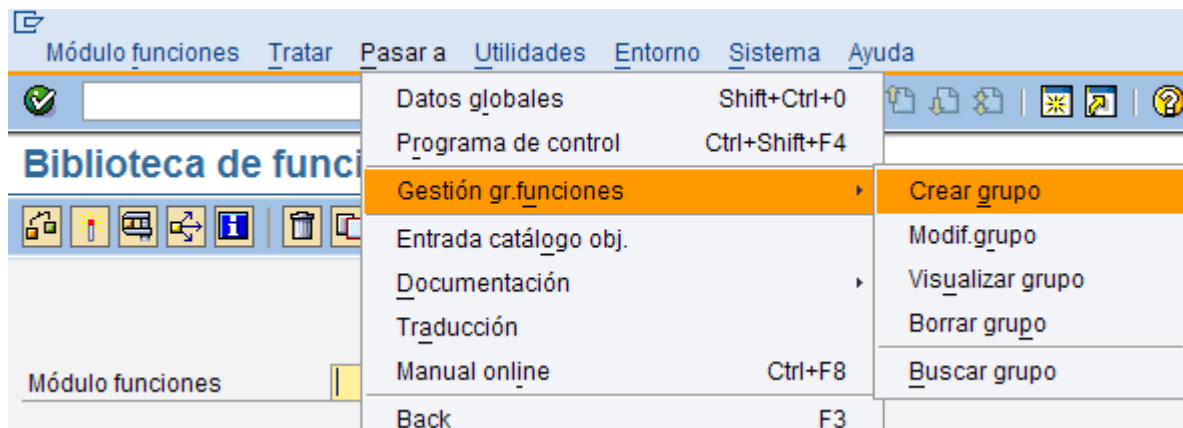 Módulo funciones Tratar Pasar a Utilidades Entorno Sistema Ayuda
Datos globales Shift+Ctrl+0
Programa de control Ctrl+Shift+F4
Biblioteca de funci
Gestión gr.funciones
Crear grupo
Entrada catálogo obj.
Modif.grupo
Documentación
Visualizar grupo
Traducción
Borrar grupo
Módulo funciones
Manual online Ctrl+F8
Buscar grupo
Back F3